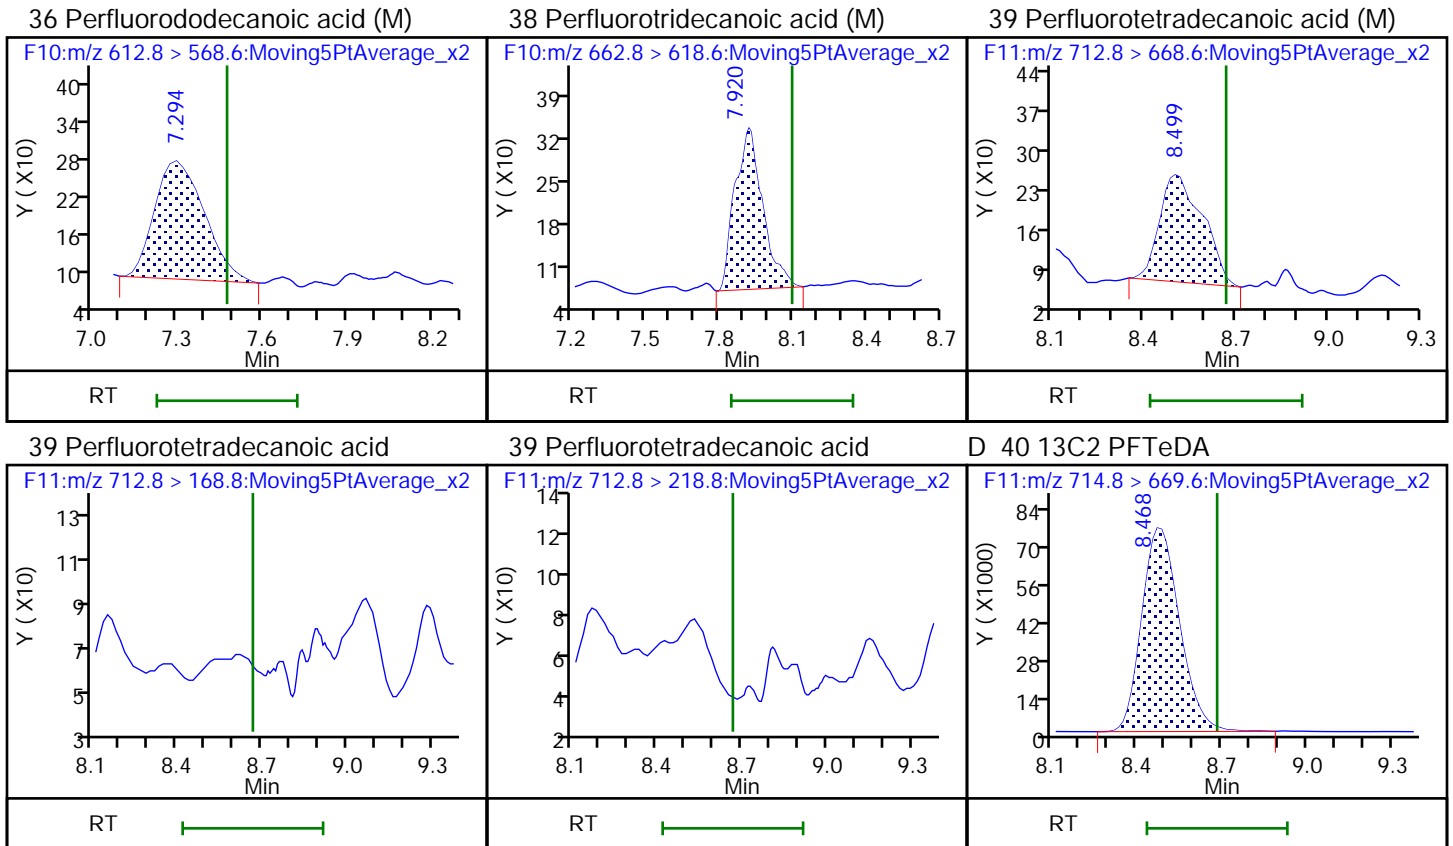 36 Perfluorododecanoic acid (M)
F10:m/z 612.8 > 568.6:Moving5PtAverage_x2
7.294
Y ( X10)
40
34
28
22
16
10
4
7.0 7.3 7.6 7.9 8.2
Min
RT
38 Perfluorotridecanoic acid (M)
F10:m/z 662.8 > 618.6:Moving5PtAverage_x2
7.920
Y ( X10)
39
32
25
18
11
4
7.2 7.5 7.8 8.1 8.4 8.7
Min
RT
39 Perfluorotetradecanoic acid (M)
F11:m/z 712.8 > 668.6:Moving5PtAverage_x2
8.499
Y ( X10)
44
37
30
23
16
9
2
8.1 8.4 8.7 9.0 9.3
Min
RT
39 Perfluorotetradecanoic acid
F11:m/z 712.8 > 168.8:Moving5PtAverage_x2
Y ( X10)
13
11
9
7
5
3
8.1 8.4 8.7 9.0 9.3
Min
RT
39 Perfluorotetradecanoic acid
F11:m/z 712.8 > 218.8:Moving5PtAverage_x2
Y ( X10)
14
12
10
8
6
4
2
8.1 8.4 8.7 9.0 9.3
Min
RT
D 40 13C2 PFTeDA
F11:m/z 714.8 > 669.6:Moving5PtAverage_x2
8.468
Y ( X1000)
84
70
56
42
28
14
0
8.1 8.4 8.7 9.0 9.3
Min
RT